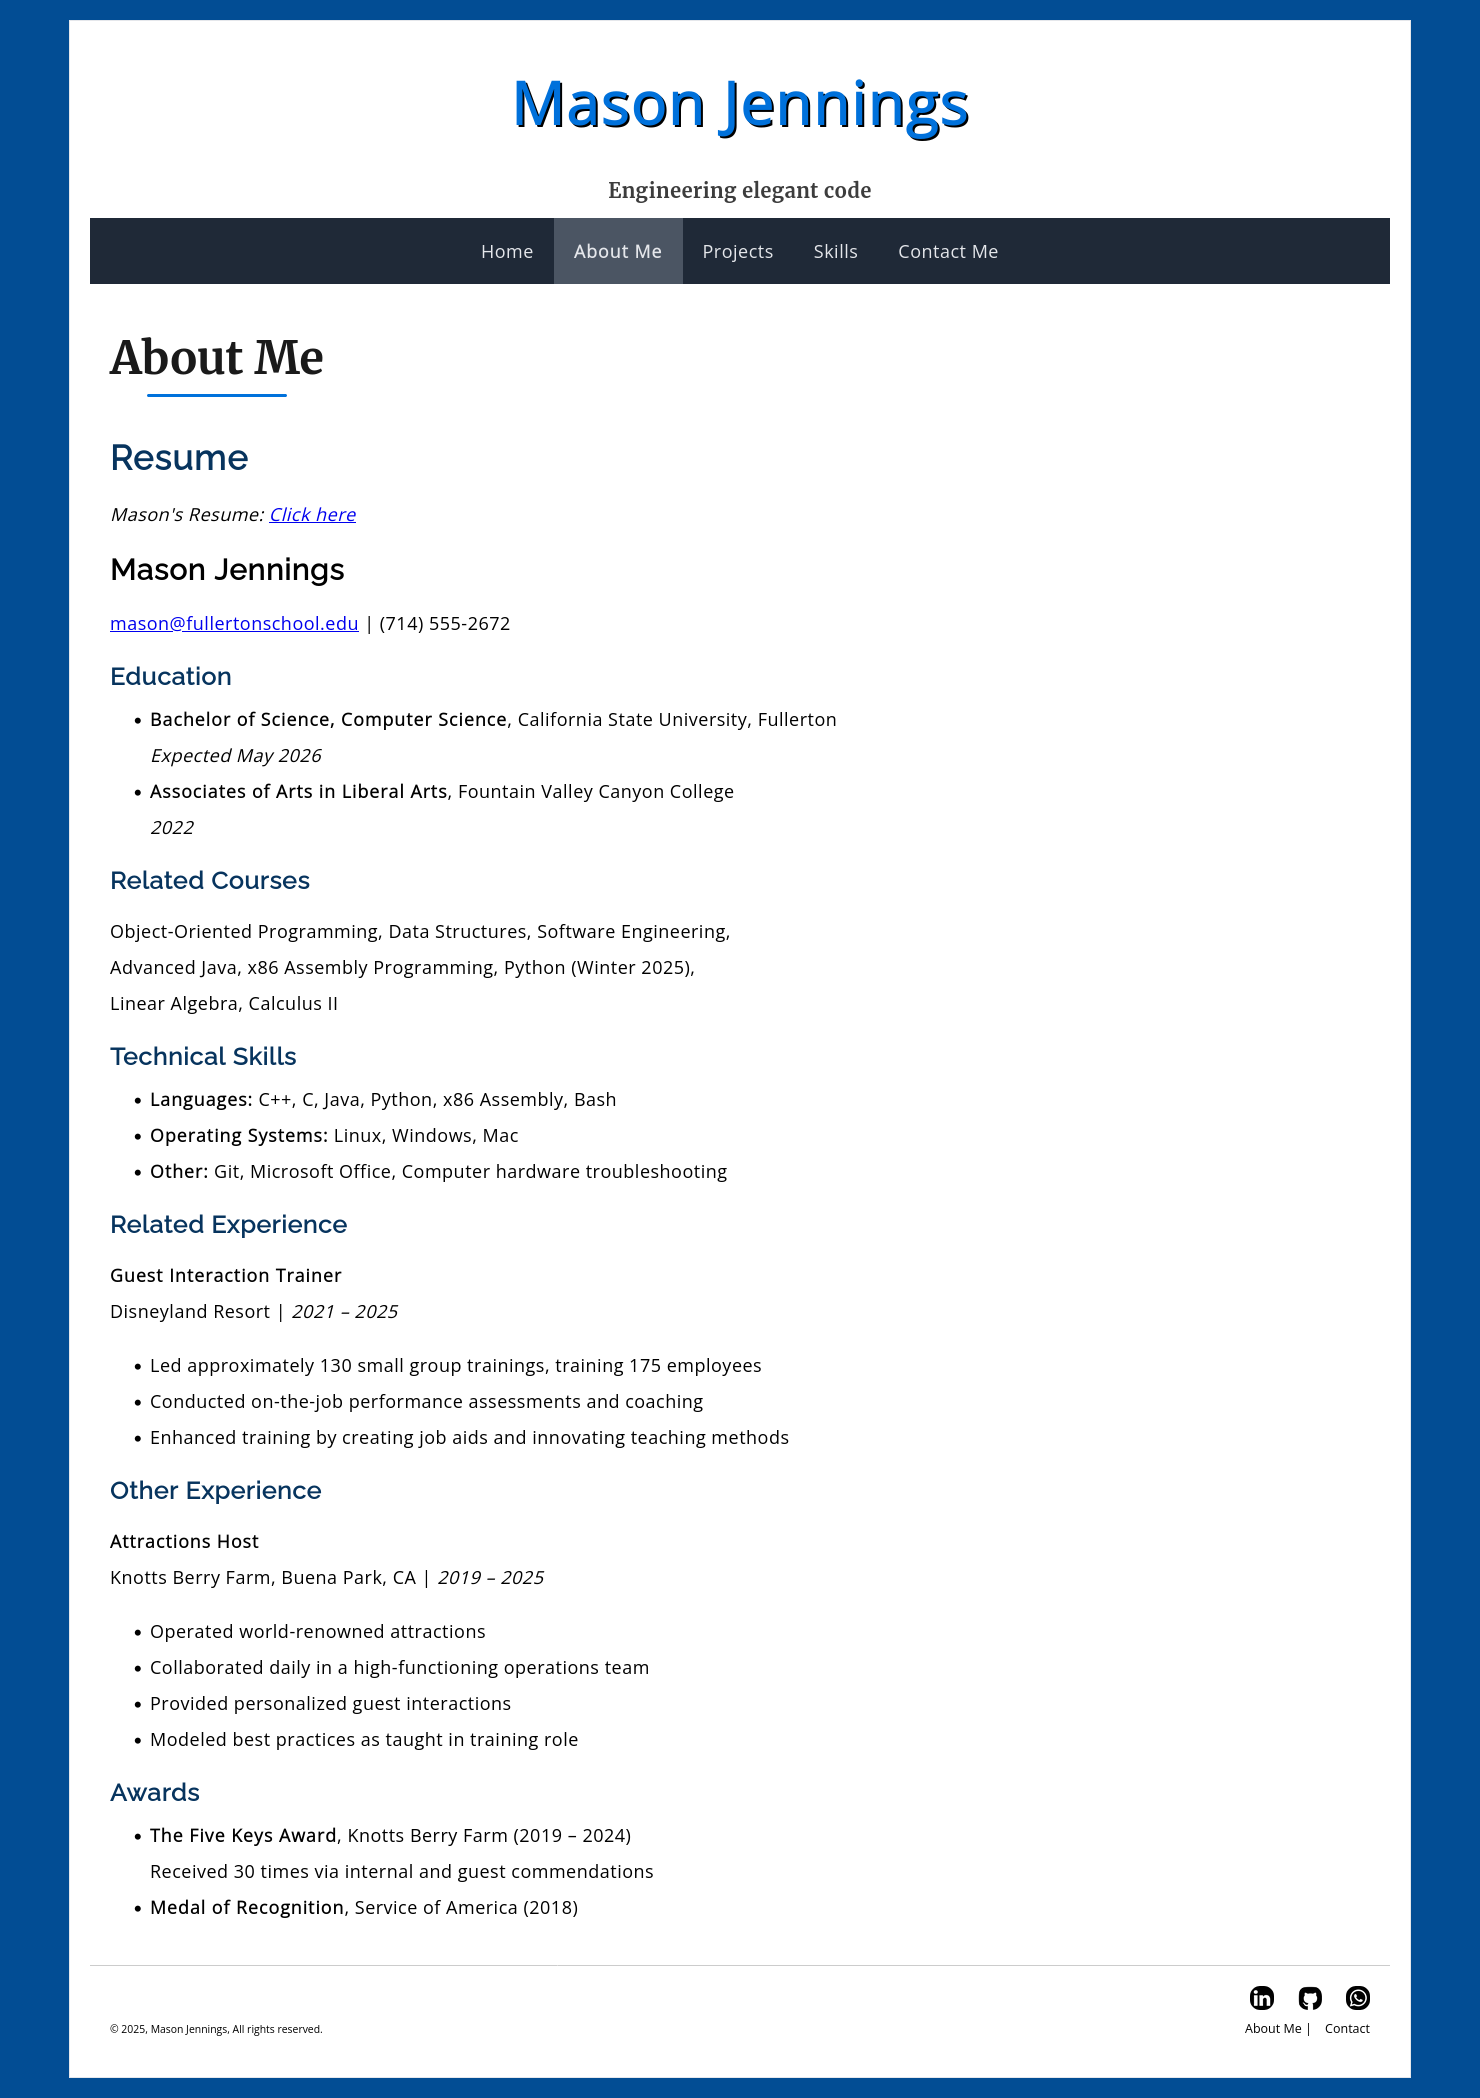 Mason Jennings
Engineering elegant code
Home About Me Projects Skills Contact Me
About Me
Resume
Mason's Resume: Click here
Mason Jennings
mason@fullertonschool.edu | (714) 555-2672
Education
• Bachelor of Science, Computer Science, California State University, Fullerton
Expected May 2026
• Associates of Arts in Liberal Arts, Fountain Valley Canyon College
2022
Related Courses
Object-Oriented Programming, Data Structures, Software Engineering,
Advanced Java, x86 Assembly Programming, Python (Winter 2025),
Linear Algebra, Calculus II
Technical Skills
• Languages: C++, C, Java, Python, x86 Assembly, Bash
• Operating Systems: Linux, Windows, Mac
• Other: Git, Microsoft Office, Computer hardware troubleshooting
Related Experience
Guest Interaction Trainer
Disneyland Resort | 2021 – 2025
• Led approximately 130 small group trainings, training 175 employees
• Conducted on-the-job performance assessments and coaching
• Enhanced training by creating job aids and innovating teaching methods
Other Experience
Attractions Host
Knotts Berry Farm, Buena Park, CA | 2019 – 2025
• Operated world-renowned attractions
• Collaborated daily in a high-functioning operations team
• Provided personalized guest interactions
• Modeled best practices as taught in training role
Awards
• The Five Keys Award, Knotts Berry Farm (2019 – 2024)
Received 30 times via internal and guest commendations
• Medal of Recognition, Service of America (2018)
in
© 2025, Mason Jennings, All rights reserved.
About Me | Contact